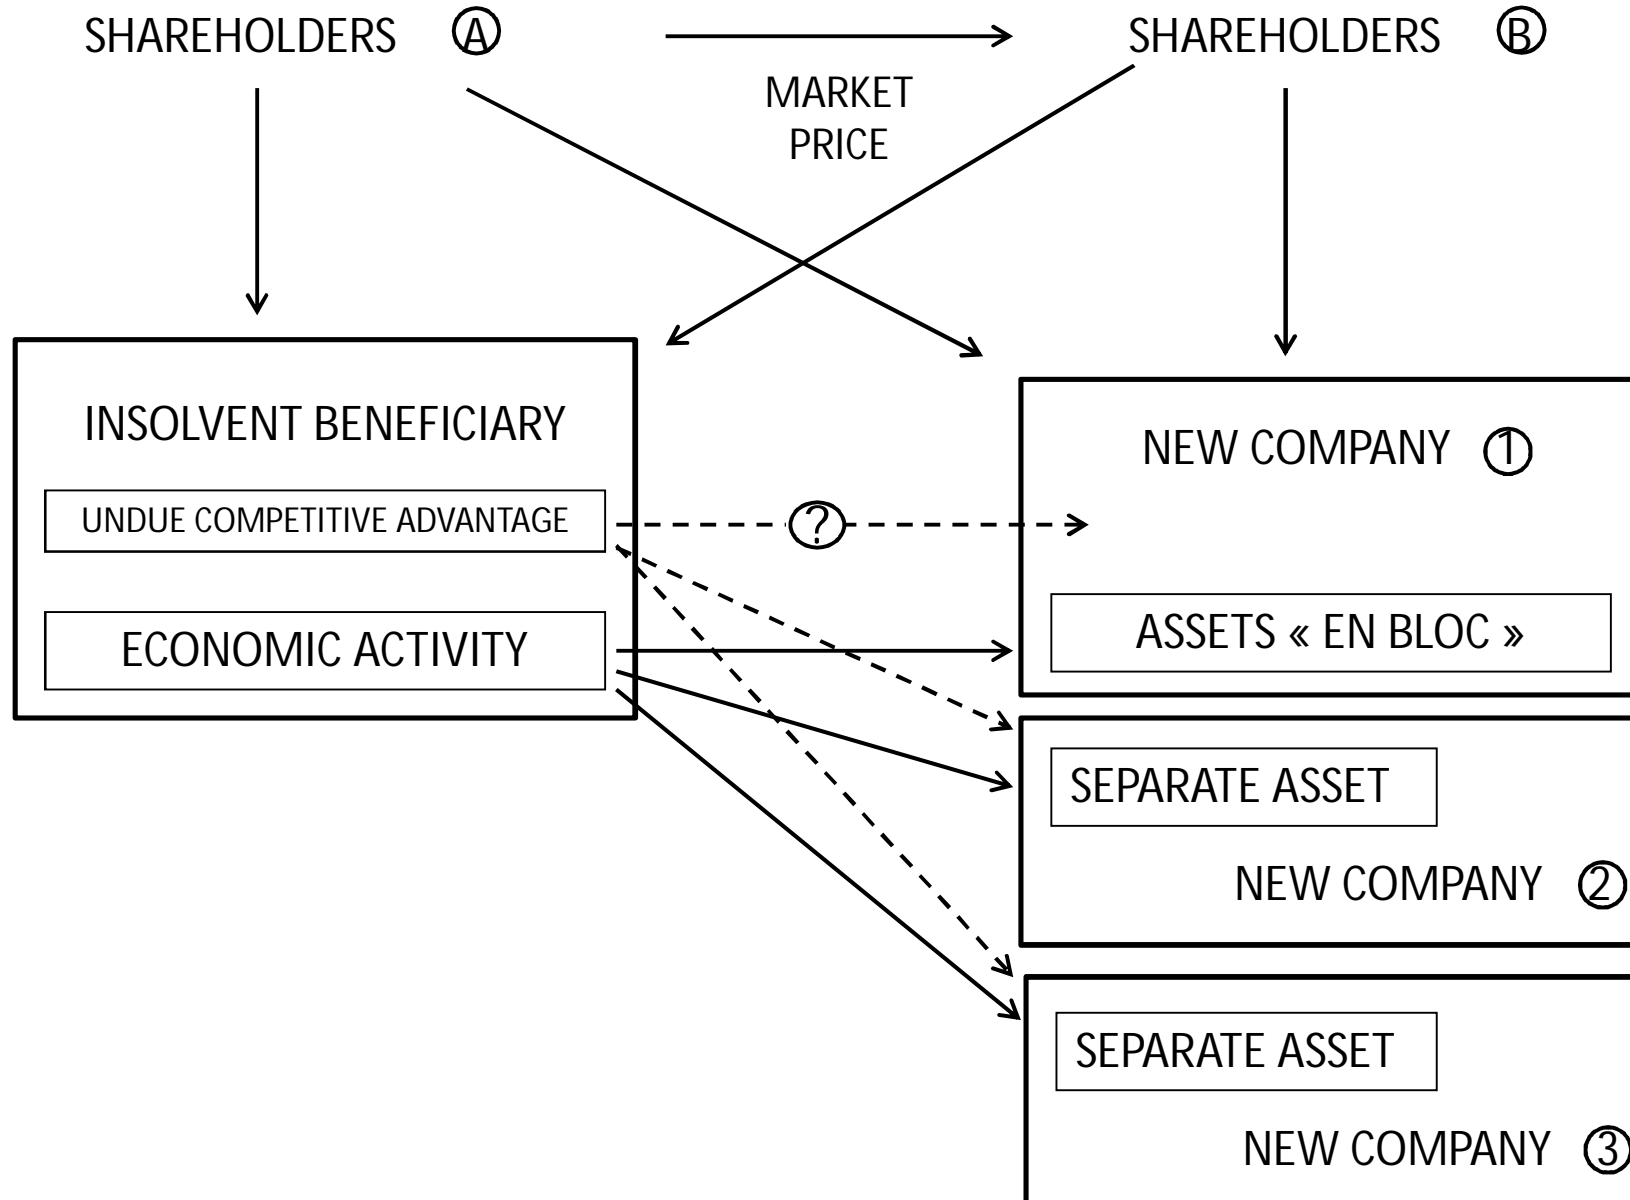 SHAREHOLDERS A
SHAREHOLDERS B
MARKET
PRICE
INSOLVENT BENEFICIARY
NEW COMPANY 1
UNDUE COMPETITIVE ADVANTAGE
?
ECONOMIC ACTIVITY
ASSETS « EN BLOC »
SEPARATE ASSET
NEW COMPANY 2
SEPARATE ASSET
NEW COMPANY 3